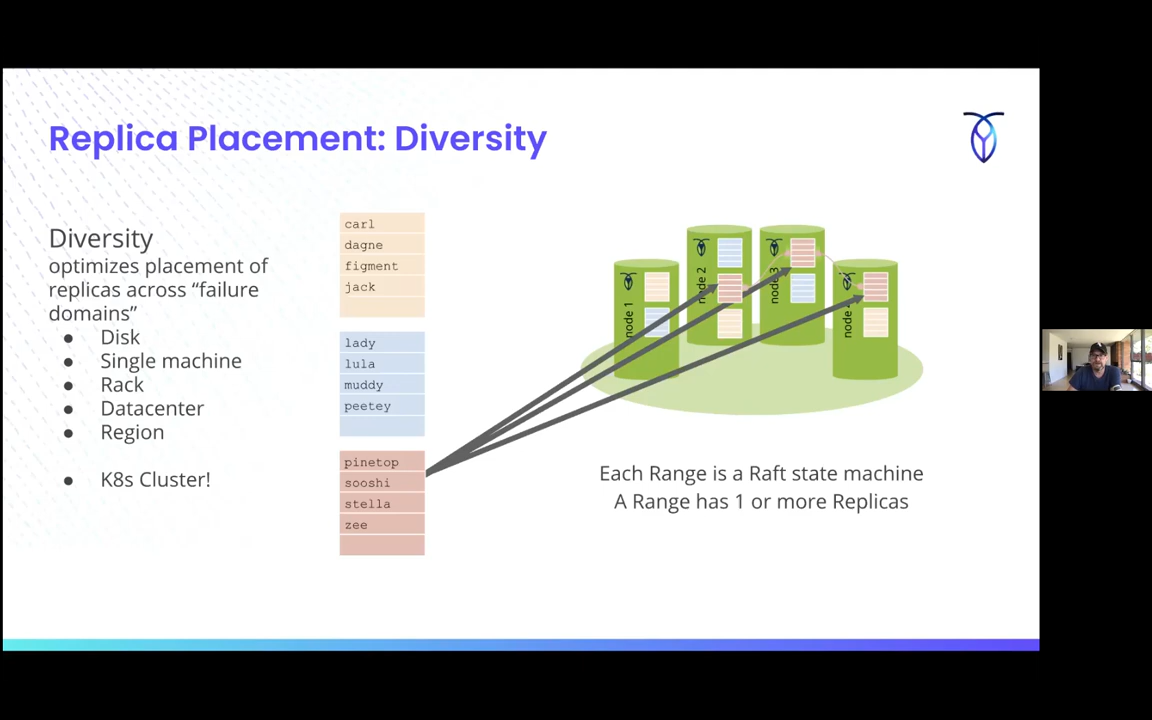 Replica Placement: Diversity
Diversity
optimizes placement of
replicas across “failure
domains”
● Disk
● Single machine
● Rack
● Datacenter
● Region
● K8s Cluster!
carl
dagne
figment
jack
lady
lula
muddy
peetey
pinetop
sooshi
stella
zee
node 1
node 2
node 3
node
Each Range is a Raft state machine
A Range has 1 or more Replicas